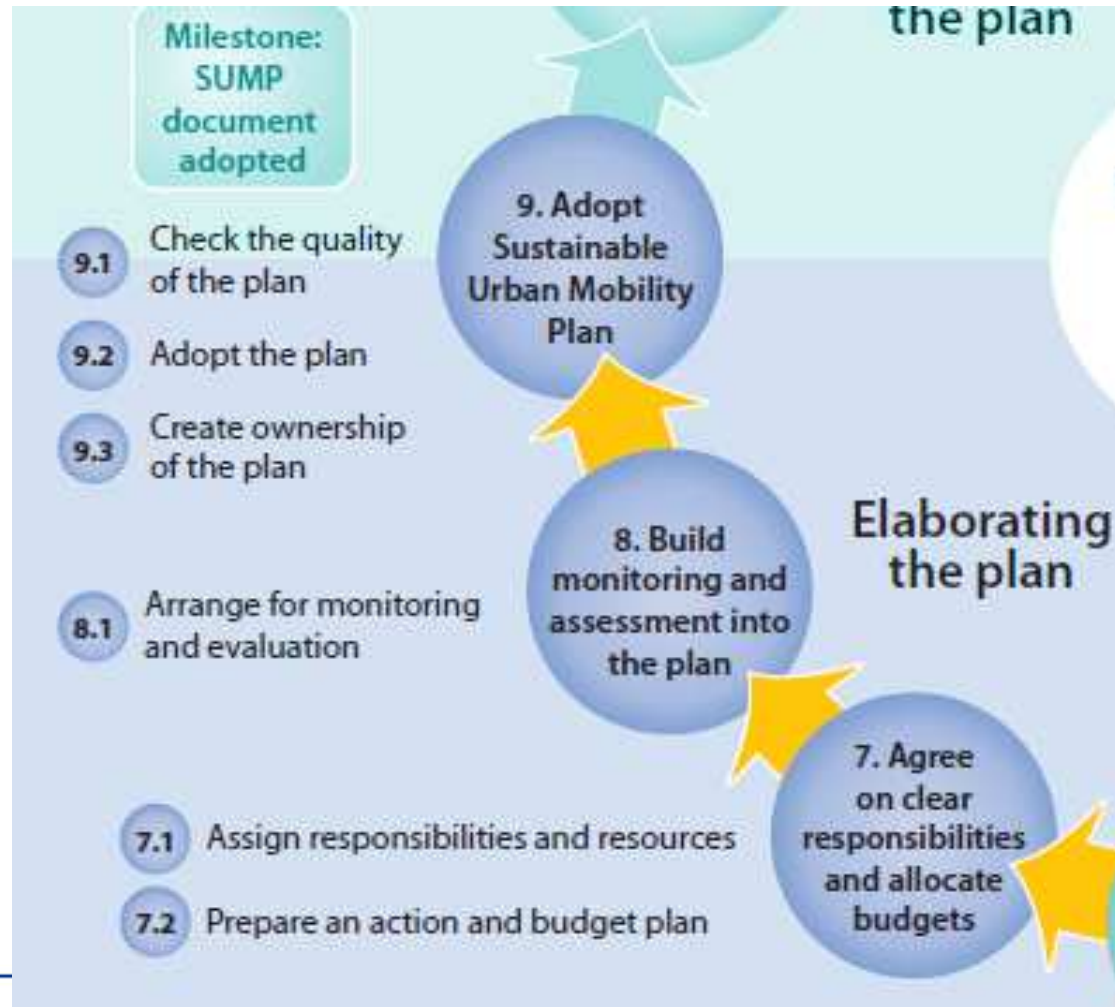 the plan
Milestone:
SUMP
document
adopted
9. Adopt
Sustainable
Urban Mobility
Plan
9.1
Check the quality
of the plan
9.2
Adopt the plan
9.3
Create ownership
of the plan
Elaborating
the plan
8. Build
monitoring and
assessment into
the plan
8.1
Arrange for monitoring
and evaluation
7. Agree
on clear
responsibilities
and allocate
budgets
7.1
Assign responsibilities and resources
7.2
Prepare an action and budget plan